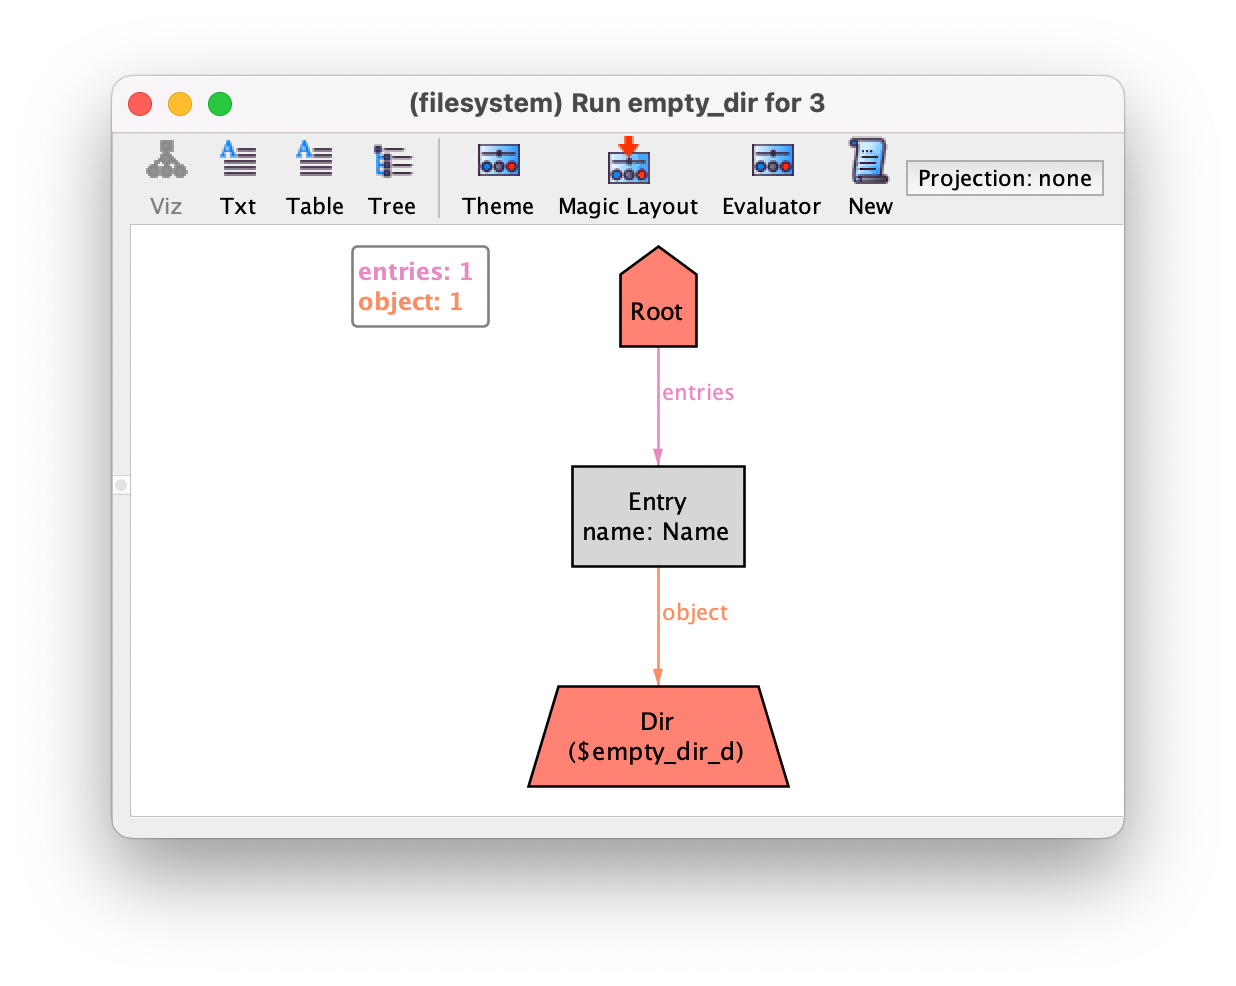 (filesystem) Run empty_dir for 3
Viz Txt Table Tree Theme Magic Layout Evaluator New Projection: none
entries: 1
object: 1
Root
entries
Entry
name: Name
object
Dir
($empty_dir_d)